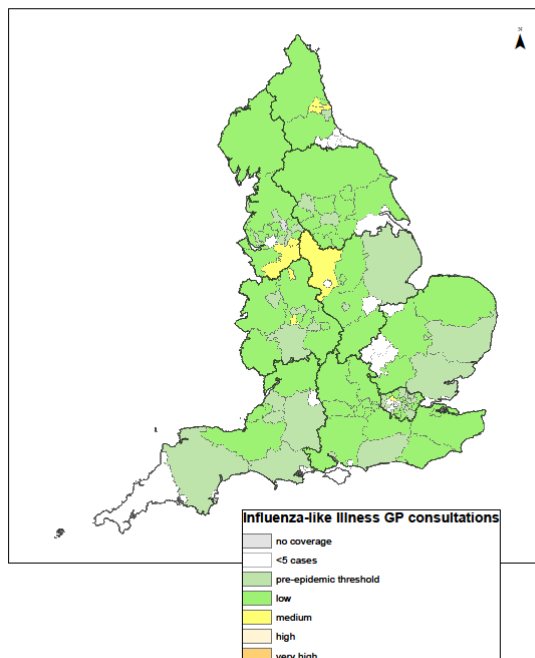 N
Influenza-like Illness GP consultations
no coverage
<5 cases
pre-epidemic threshold
low
medium
high
very high